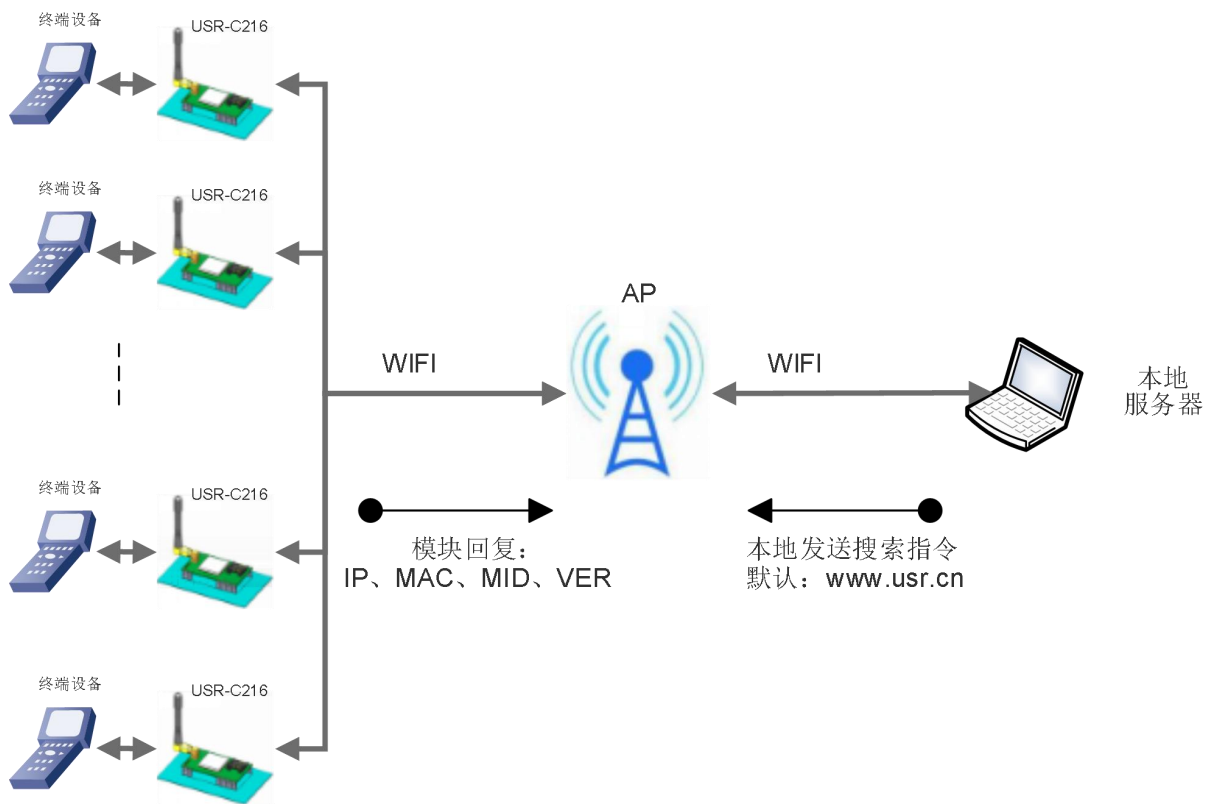 终端设备
USR-C216
终端设备
USR-C216
AP
WIFI
WIFI
本地
服务器
终端设备
USR-C216
模块回复：
IP、MAC、MID、VER
本地发送搜索指令
默认：www.usr.cn
终端设备
USR-C216